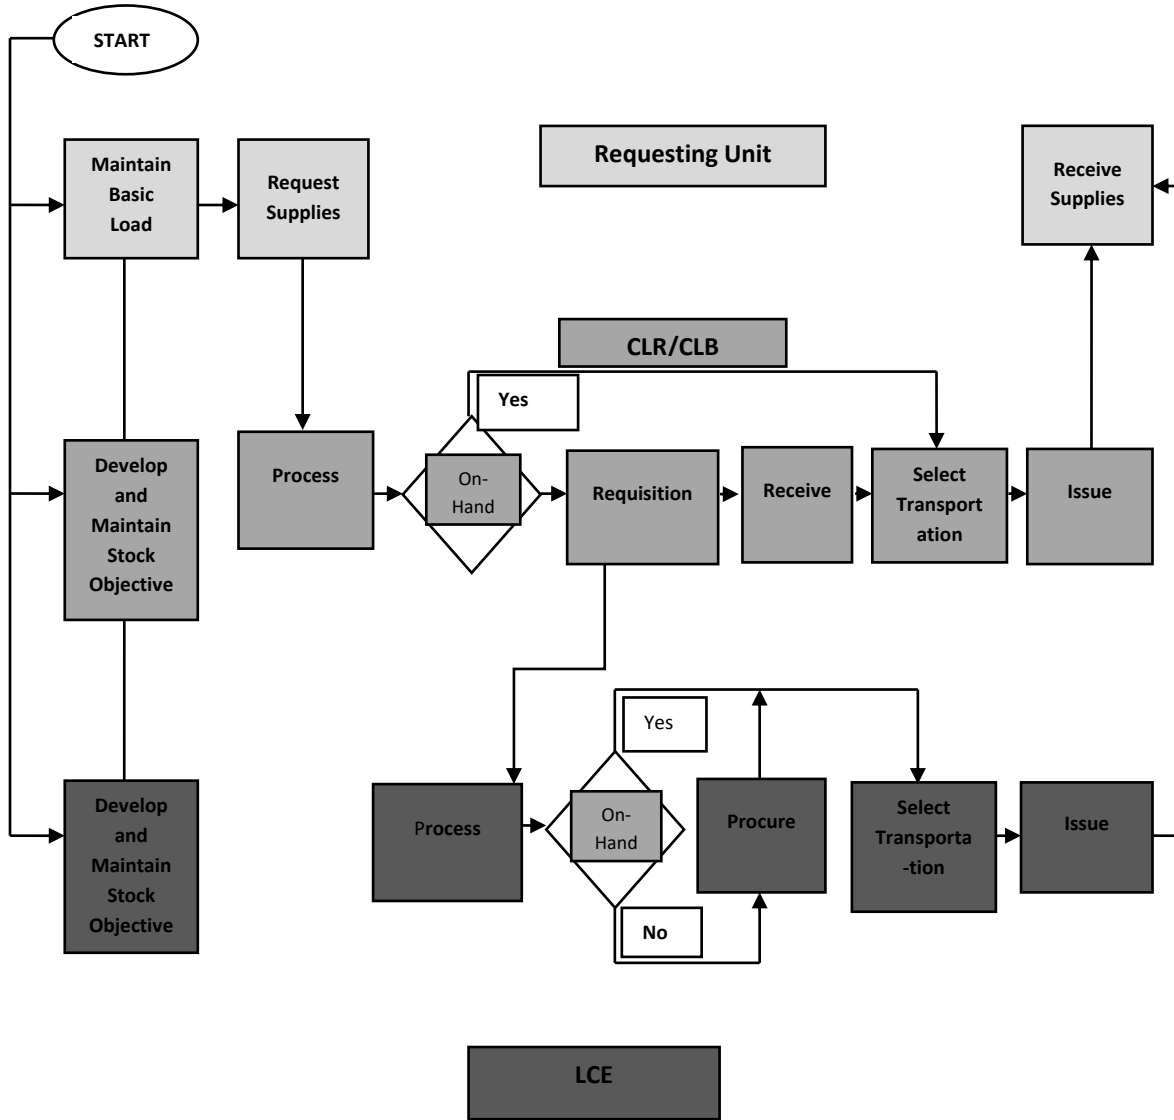 START
Maintain
Basic
Load
Request
Supplies
Requesting Unit
Receive
Supplies
CLR/CLB
Yes
Develop
and
Maintain
Stock
Objective
Process
On-
Hand
Requisition
Receive
Select
Transport
ation
Issue
Yes
Develop
and
Maintain
Stock
Objective
Process
On-
Hand
Procure
Select
Transporta
-tion
Issue
No
LCE